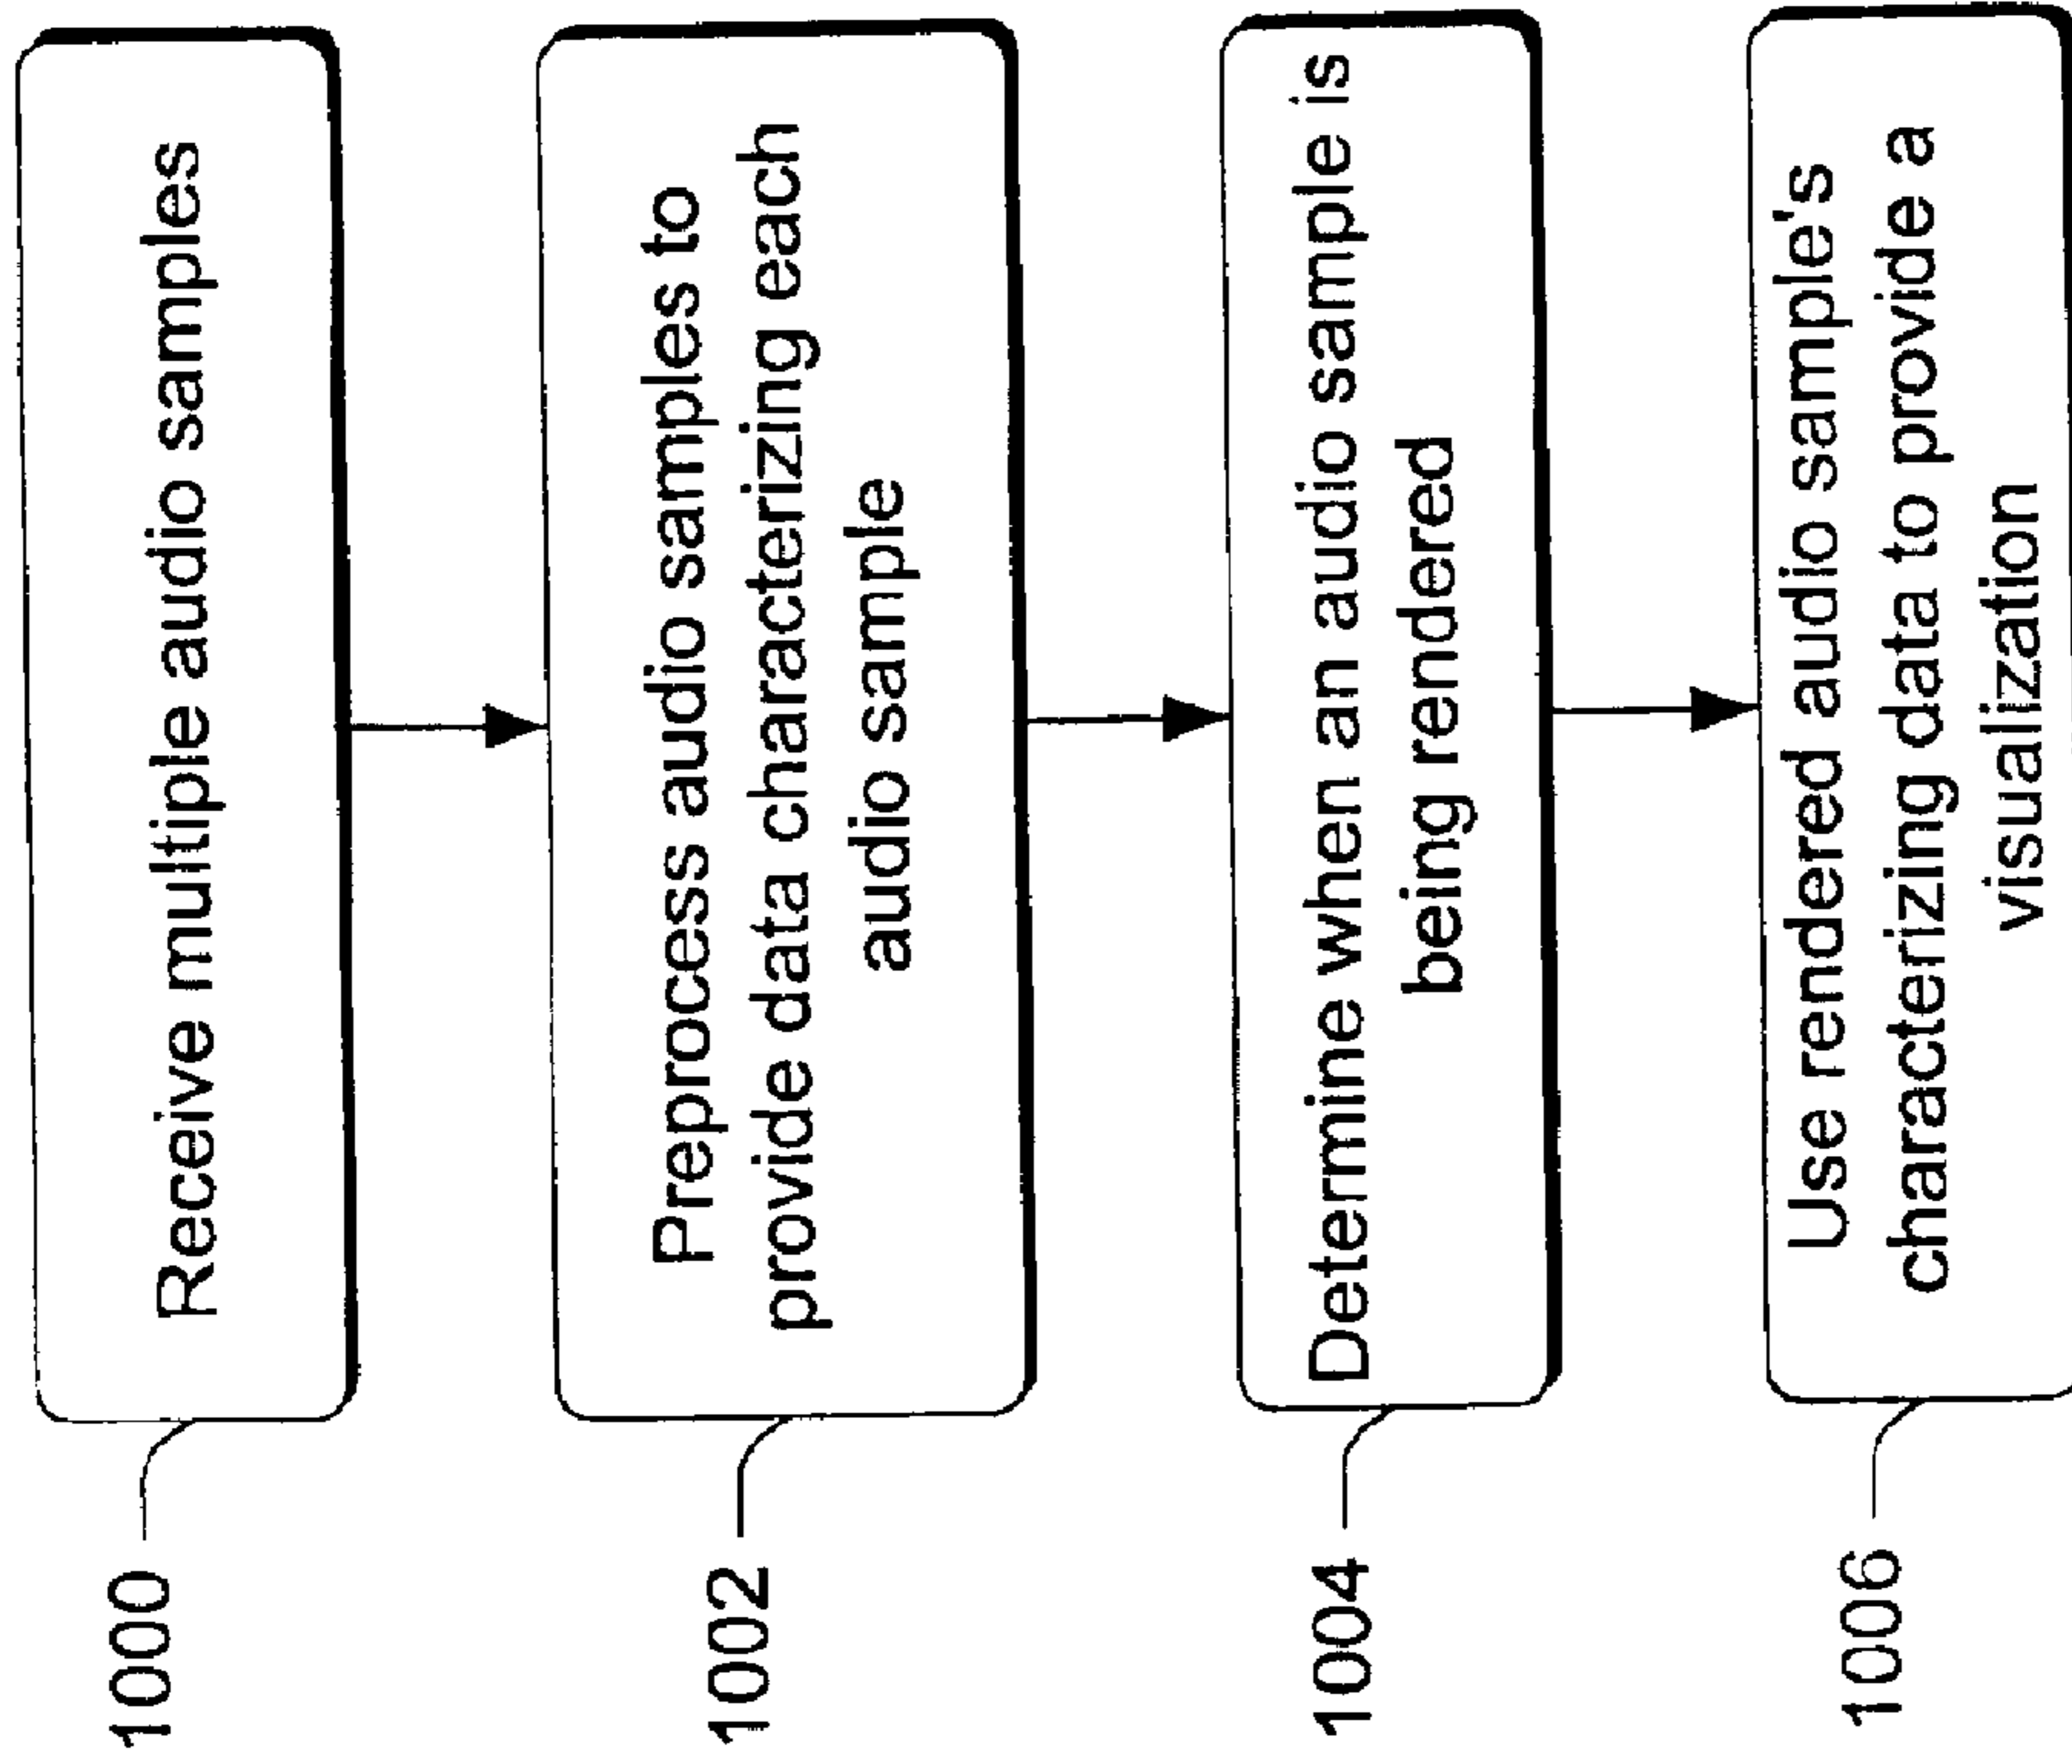 1000
Receive multiple audio samples
1002
Preprocess audio samples to
provide data characterizing each
audio sample
1004
Determine when an audio sample is
being rendered
1006
Use rendered audio sample's
characterizing data to provide a
visualization